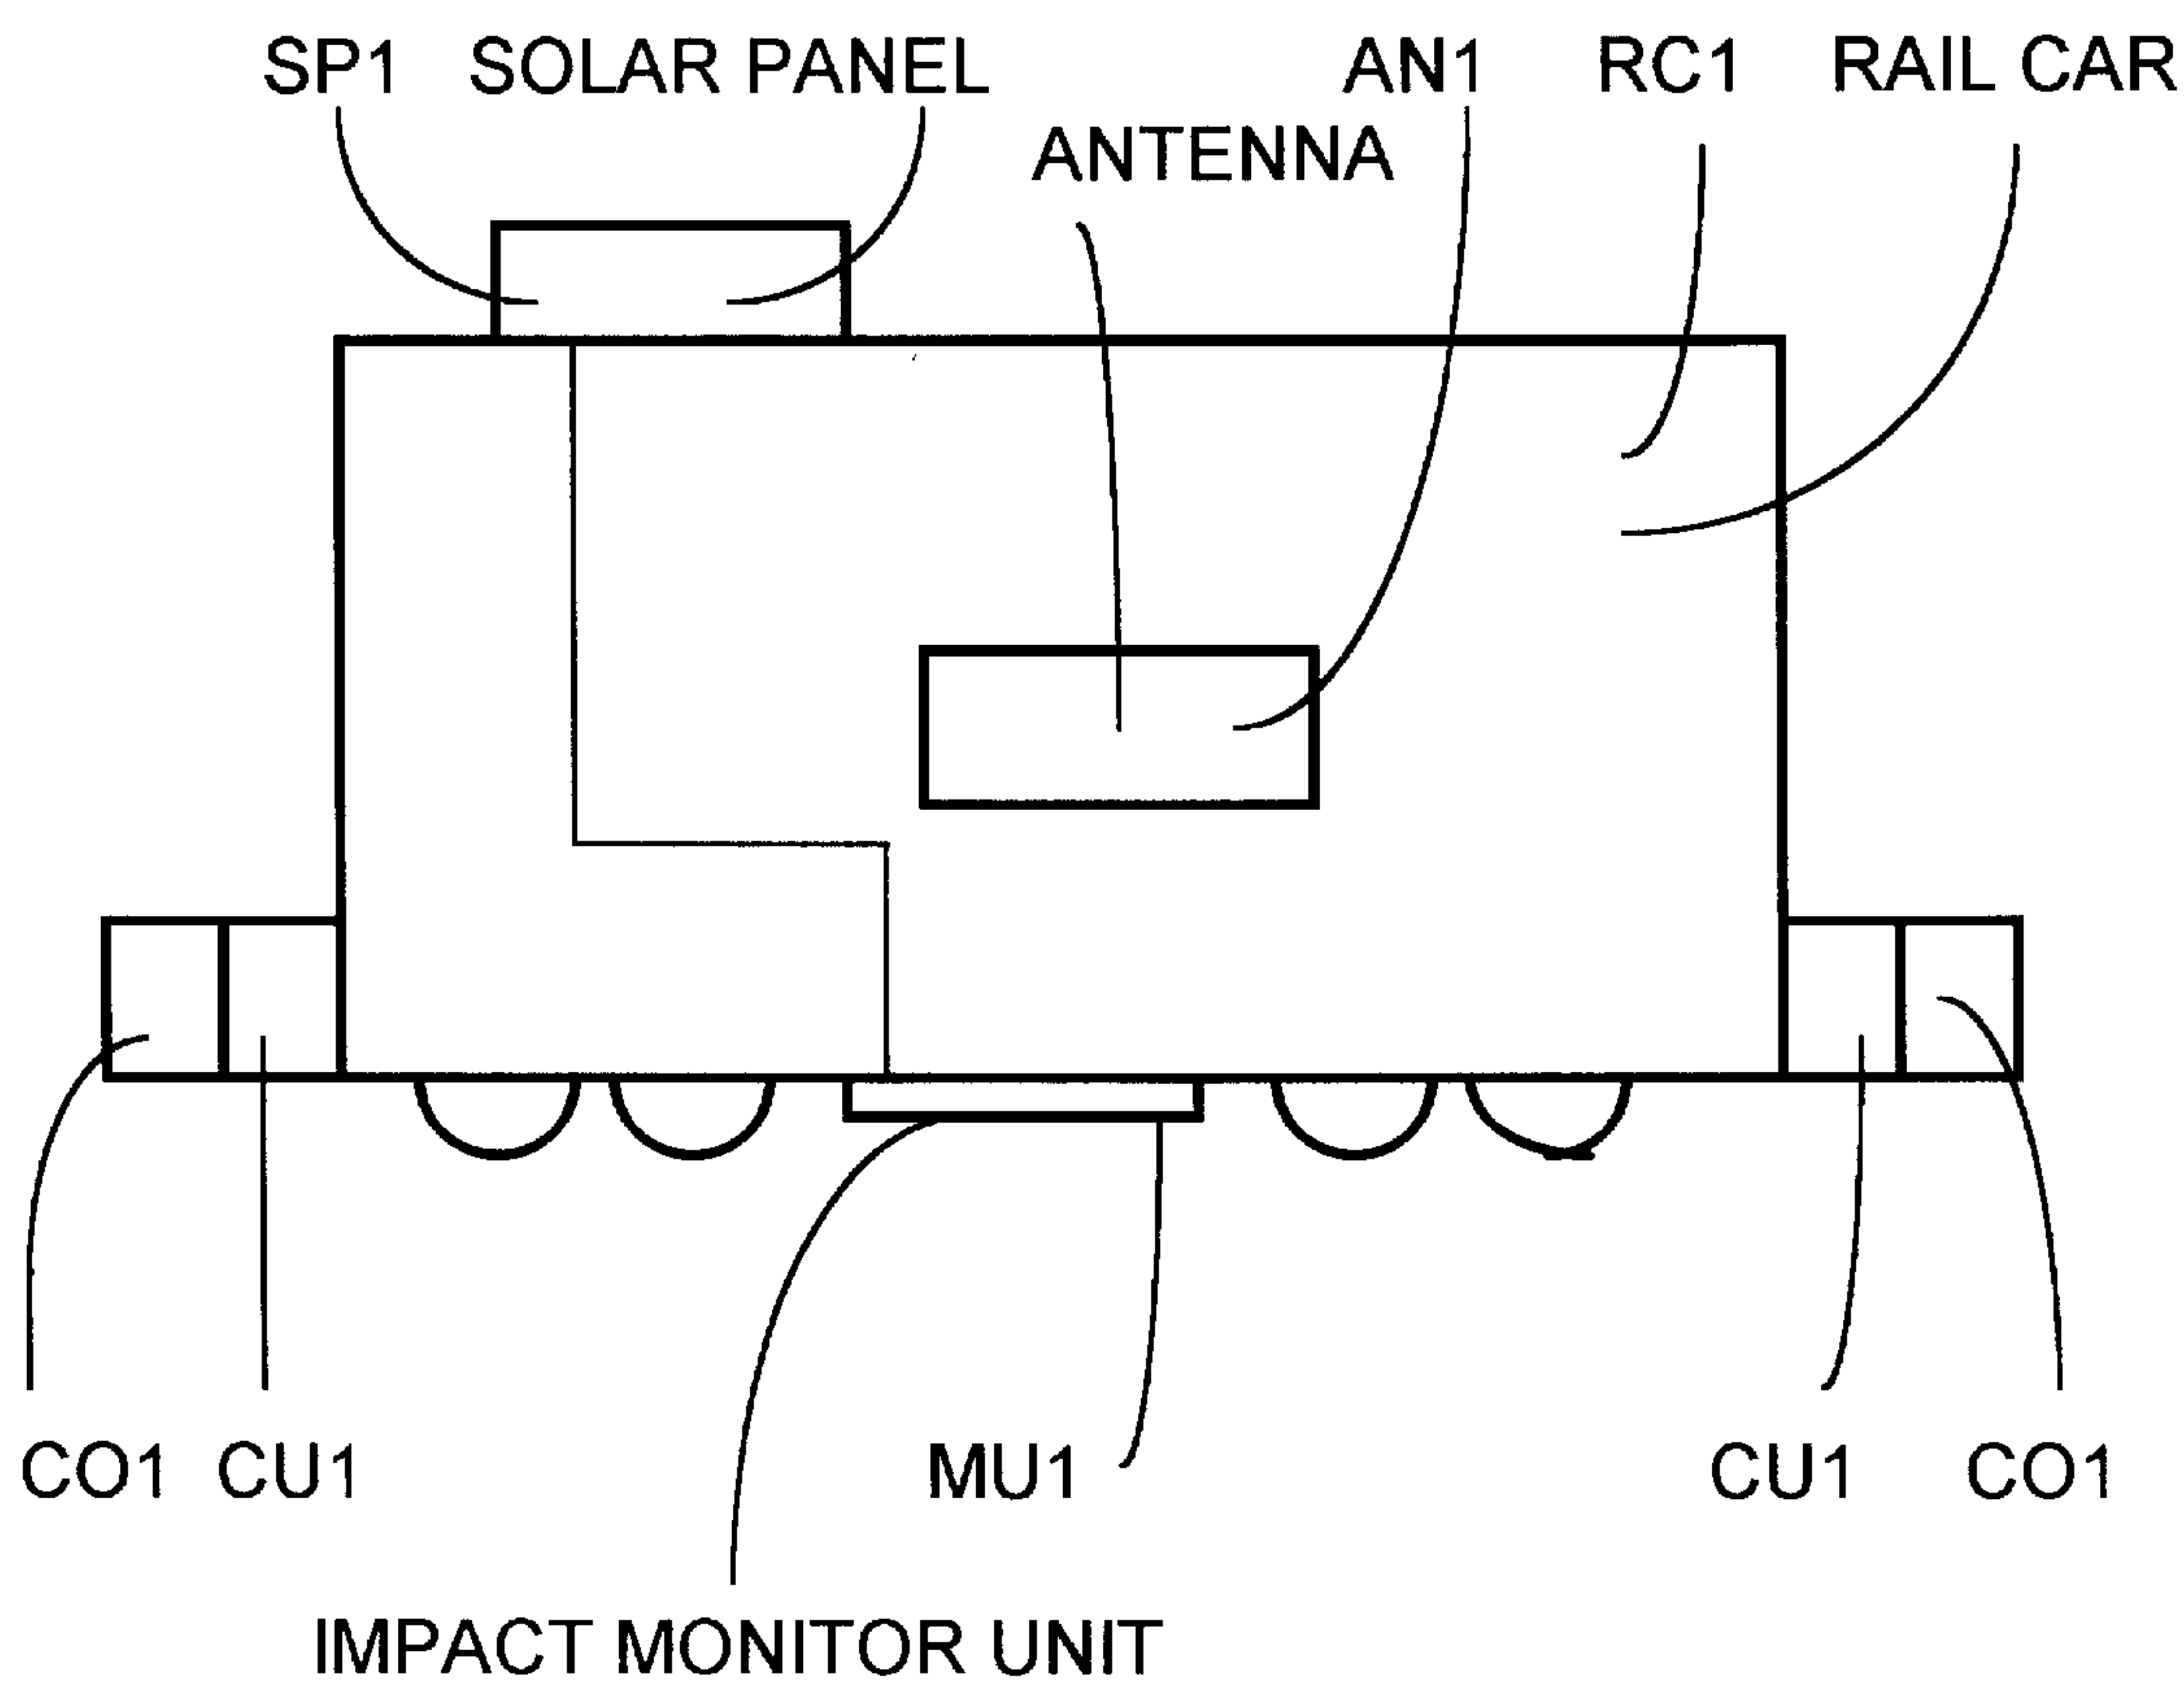 SP1 SOLAR PANEL AN1 RC1 RAIL CAR
ANTENNA
CO1 CU1 MU1 CU1 CO1
IMPACT MONITOR UNIT